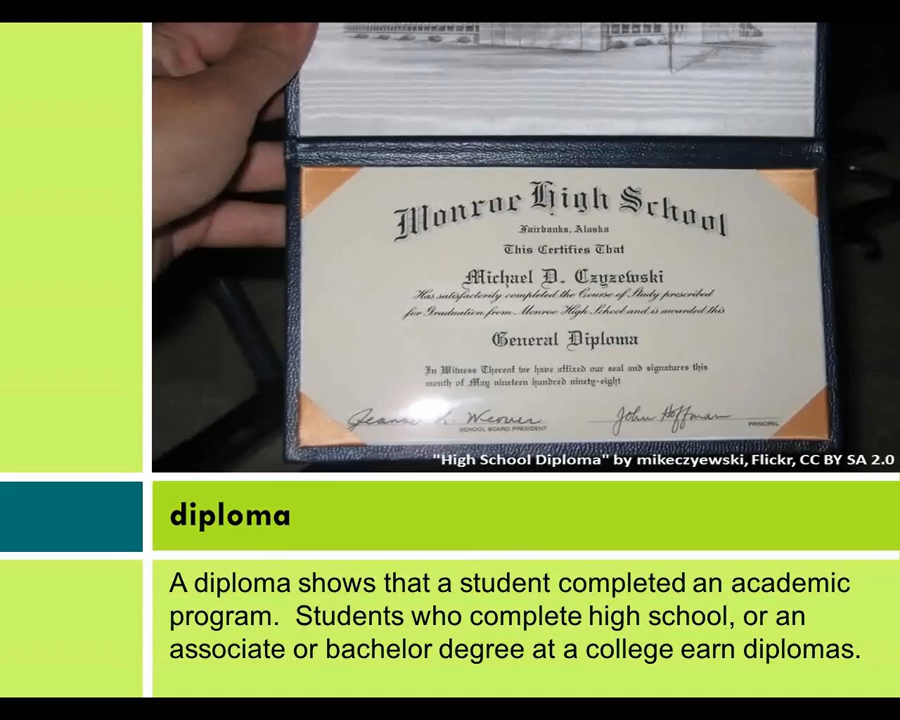 Monroe High School
Fairbanks, Alaska
This Certifies That
Michael D. Czyzewski
Has satisfactorily completed the Course of Study prescribed
for Graduation from Monroe High School and is awarded this
General Diploma
In Witness Thereof we have affixed our seal and signatures this
month of May nineteen hundred ninety-eight
Jeanne L. Weover John Hoffman
SCHOOL BOARD PRESIDENT PRINCIPAL
"High School Diploma" by mikeczyewski, Flickr, CC BY SA 2.0
diploma
A diploma shows that a student completed an academic
program. Students who complete high school, or an
associate or bachelor degree at a college earn diplomas.